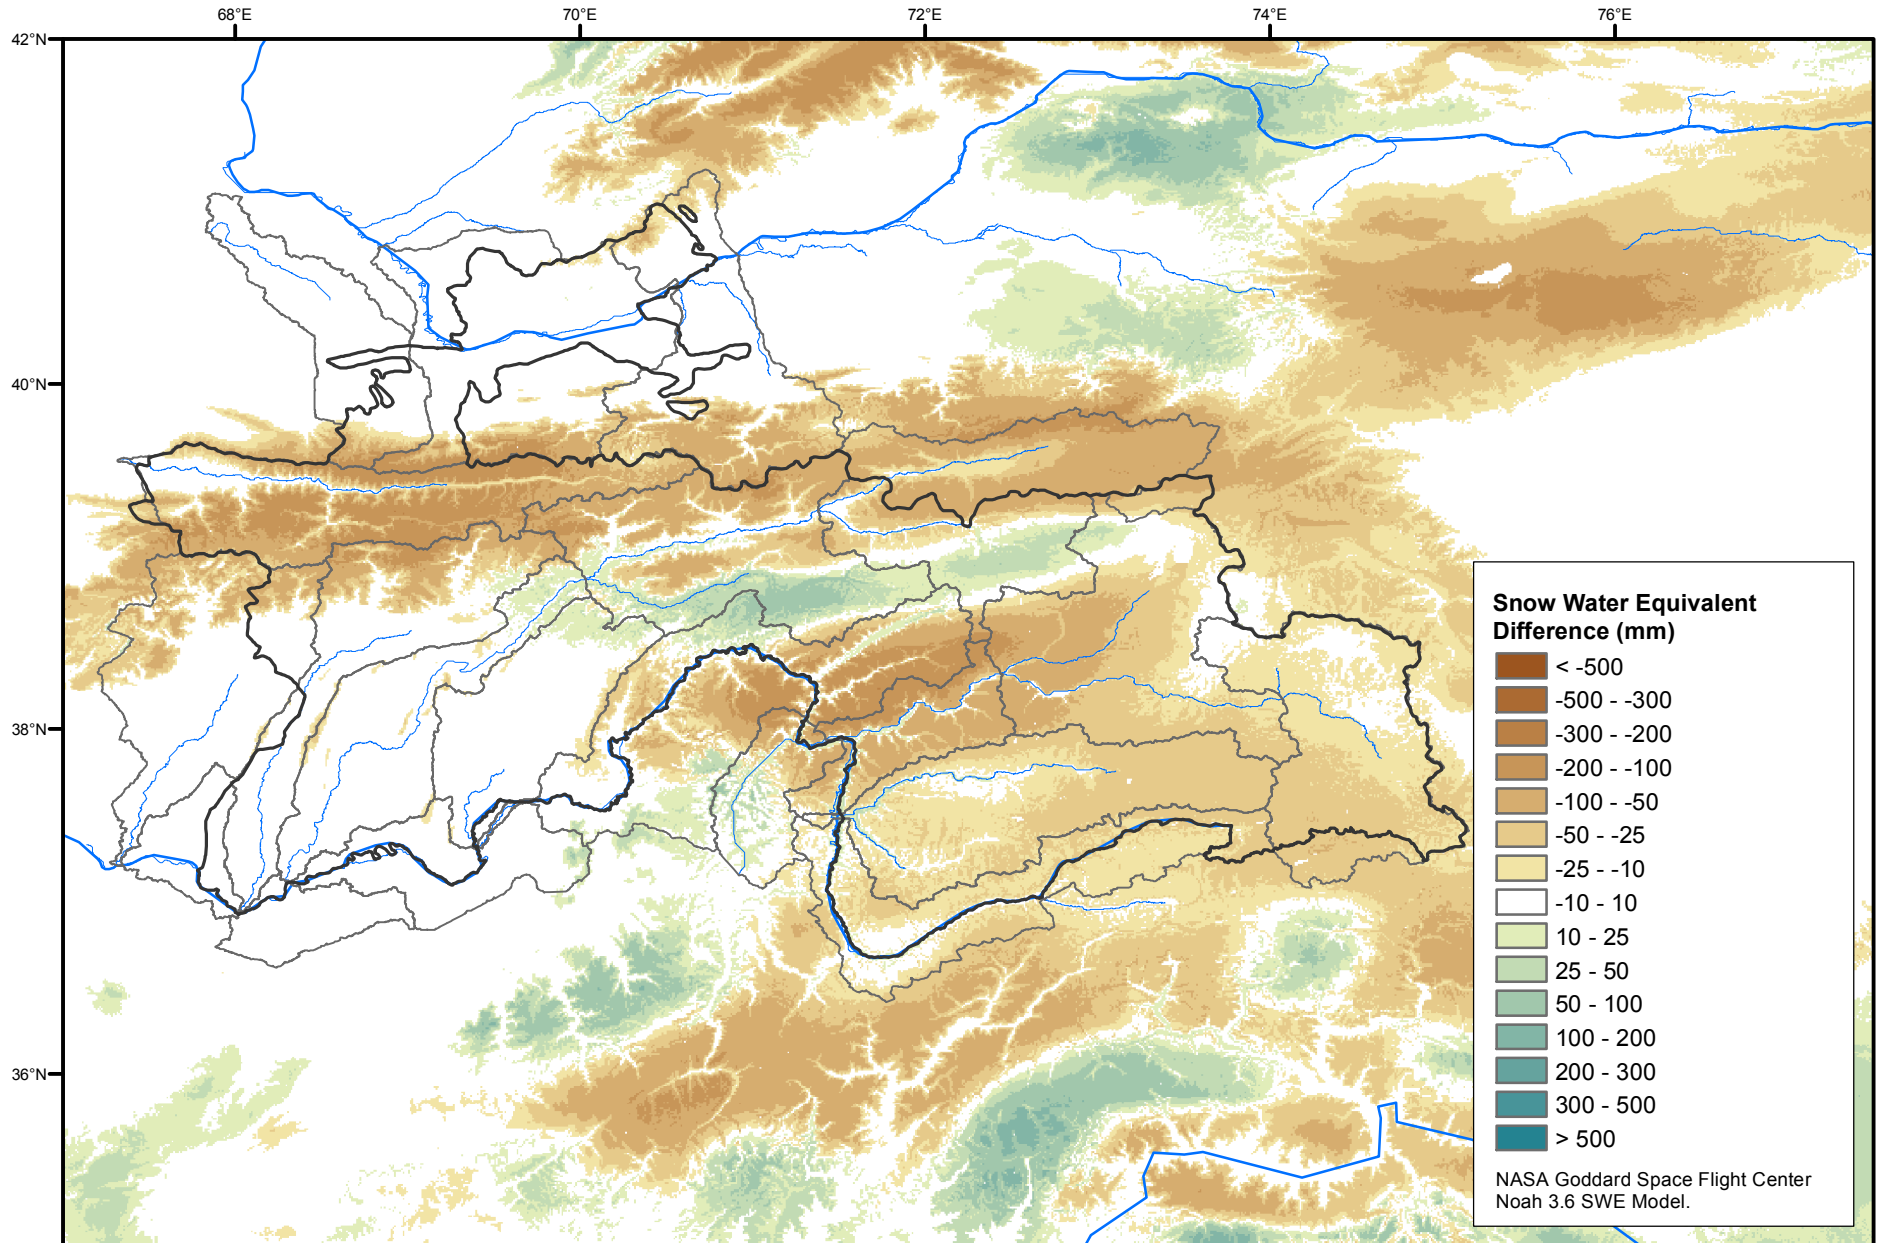 68°E 70°E 72°E 74°E 76°E
42°N
40°N
38°N
36°N
Snow Water Equivalent
Difference (mm)
< -500
-500 - -300
-300 - -200
-200 - -100
-100 - -50
-50 - -25
-25 - -10
-10 - 10
10 - 25
25 - 50
50 - 100
100 - 200
200 - 300
300 - 500
> 500
NASA Goddard Space Flight Center
Noah 3.6 SWE Model.